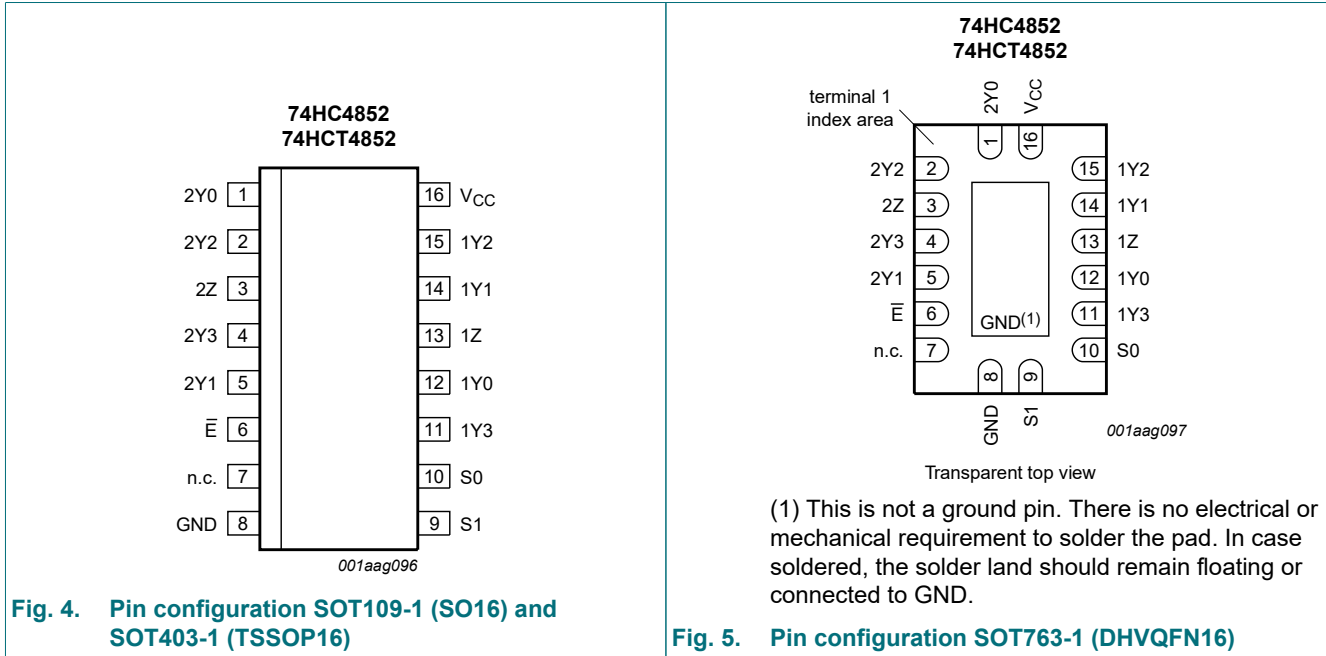 74HC4852
74HCT4852
2Y0 1
16 VCC
2Y2 2
15 1Y2
2Z 3
14 1Y1
2Y3 4
13 1Z
2Y1 5
12 1Y0
E̅ 6
11 1Y3
n.c. 7
10 S0
GND 8
9 S1
001aag096
Fig. 4. Pin configuration SOT109-1 (SO16) and
SOT403-1 (TSSOP16)
74HC4852
74HCT4852
terminal 1
index area
2Y0
VCC
1
16
2Y2 2
15 1Y2
2Z 3
14 1Y1
2Y3 4
13 1Z
2Y1 5
12 1Y0
E̅ 6
11 1Y3
GND(1)
n.c. 7
10 S0
8
9
GND
S1
001aag097
Transparent top view
(1) This is not a ground pin. There is no electrical or
mechanical requirement to solder the pad. In case
soldered, the solder land should remain floating or
connected to GND.
Fig. 5. Pin configuration SOT763-1 (DHVQFN16)